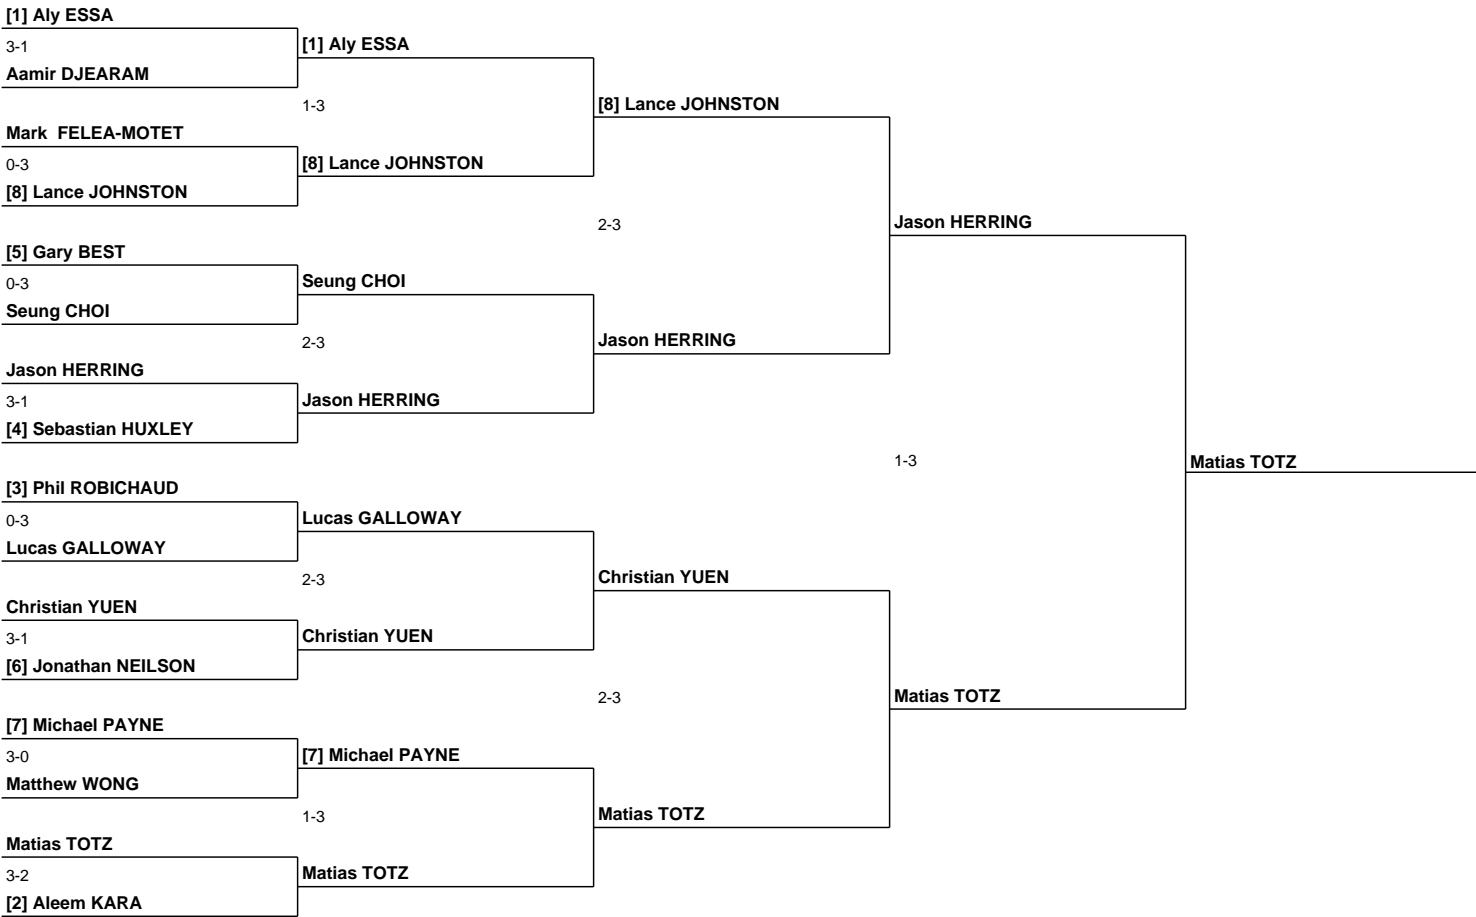 [1] Aly ESSA
3-1
Aamir DJEARAM
Mark  FELEA-MOTET
0-3
[8] Lance JOHNSTON
[5] Gary BEST
0-3
Seung CHOI
Jason HERRING
3-1
[4] Sebastian HUXLEY
[3] Phil ROBICHAUD
0-3
Lucas GALLOWAY
Christian YUEN
3-1
[6] Jonathan NEILSON
[7] Michael PAYNE
3-0
Matthew WONG
Matias TOTZ
3-2
[2] Aleem KARA
[1] Aly ESSA
1-3
[8] Lance JOHNSTON
Seung CHOI
2-3
Jason HERRING
Lucas GALLOWAY
2-3
Christian YUEN
[7] Michael PAYNE
1-3
Matias TOTZ
[8] Lance JOHNSTON
2-3
Jason HERRING
Christian YUEN
2-3
Matias TOTZ
Jason HERRING
1-3
Matias TOTZ
Matias TOTZ